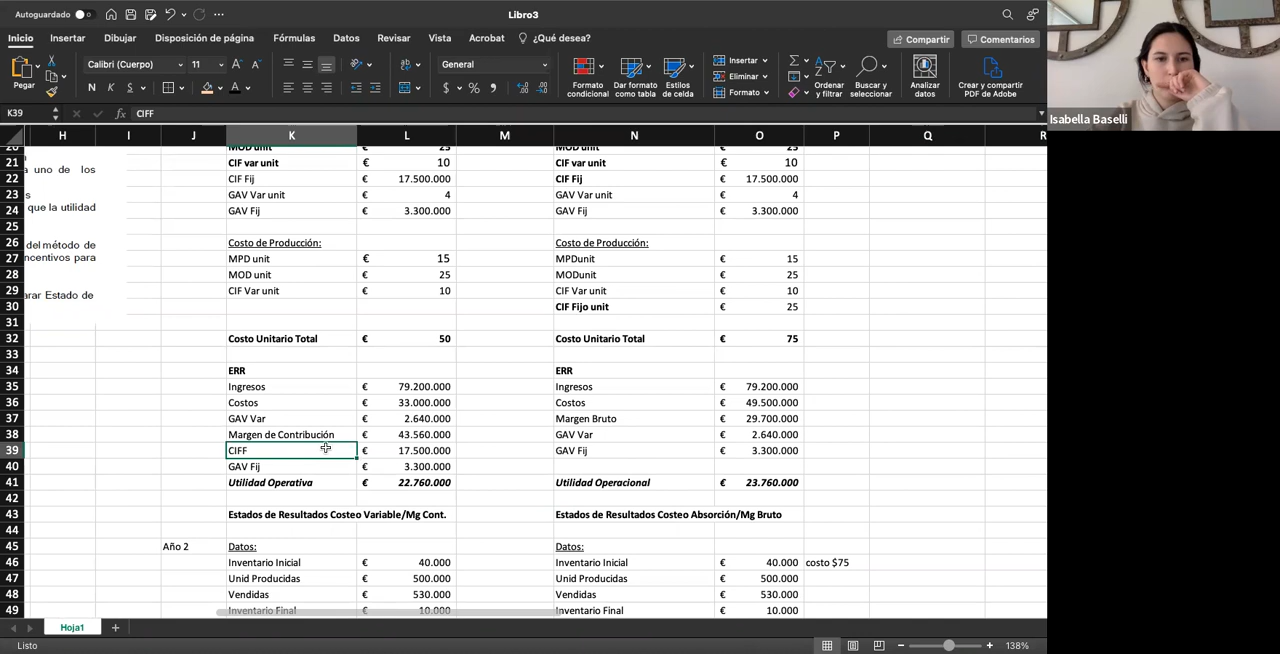 Autoguardado
Libro3
Inicio Insertar Dibujar Disposición de página Fórmulas Datos Revisar Vista Acrobat ¿Qué desea? Compartir Comentarios
Pegar Calibri (Cuerpo) 11 General Formato condicional Dar formato como tabla Estilos de celda Insertar Eliminar Formato Ordenar y filtrar Buscar y seleccionar Analizar datos Crear y compartir PDF de Adobe
K39 fx CIFF
Isabella Baselli
H I J K L M N O P Q R
20 MOD unit € 25 MOD unit € 25
21 CIF var unit € 10 CIF var unit € 10
a uno de los
22 CIF Fij € 17.500.000 CIF Fij € 17.500.000
23 GAV Var unit € 4 GAV Var unit € 4
que la utilidad
24 GAV Fij € 3.300.000 GAV Fij € 3.300.000
25
26 Costo de Producción: Costo de Producción:
del método de
27 MPD unit € 15 MPDunit € 15
ncentivos para
28 MOD unit € 25 MODunit € 25
29 CIF Var unit € 10 CIF Var unit € 10
arar Estado de
30 CIF Fijo unit € 25
31
32 Costo Unitario Total € 50 Costo Unitario Total € 75
33
34 ERR ERR
35 Ingresos € 79.200.000 Ingresos € 79.200.000
36 Costos € 33.000.000 Costos € 49.500.000
37 GAV Var € 2.640.000 Margen Bruto € 29.700.000
38 Margen de Contribución € 43.560.000 GAV Var € 2.640.000
39 CIFF € 17.500.000 GAV Fij € 3.300.000
40 GAV Fij € 3.300.000
41 Utilidad Operativa € 22.760.000 Utilidad Operacional € 23.760.000
42
43 Estados de Resultados Costeo Variable/Mg Cont. Estados de Resultados Costeo Absorción/Mg Bruto
44
45 Año 2 Datos: Datos:
46 Inventario Inicial € 40.000 Inventario Inicial € 40.000 costo $75
47 Unid Producidas € 500.000 Unid Producidas € 500.000
48 Vendidas € 530.000 Vendidas € 530.000
49 Inventario Final € 10.000 Inventario Final € 10.000
Hoja1
Listo 138%